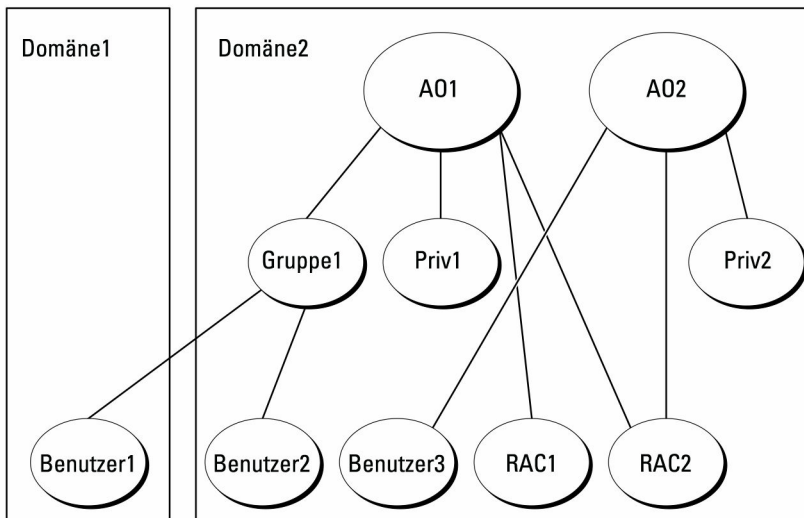 Domäne1
Domäne2
AO1
AO2
Gruppe1
Priv1
Priv2
Benutzer1
Benutzer2
Benutzer3
RAC1
RAC2